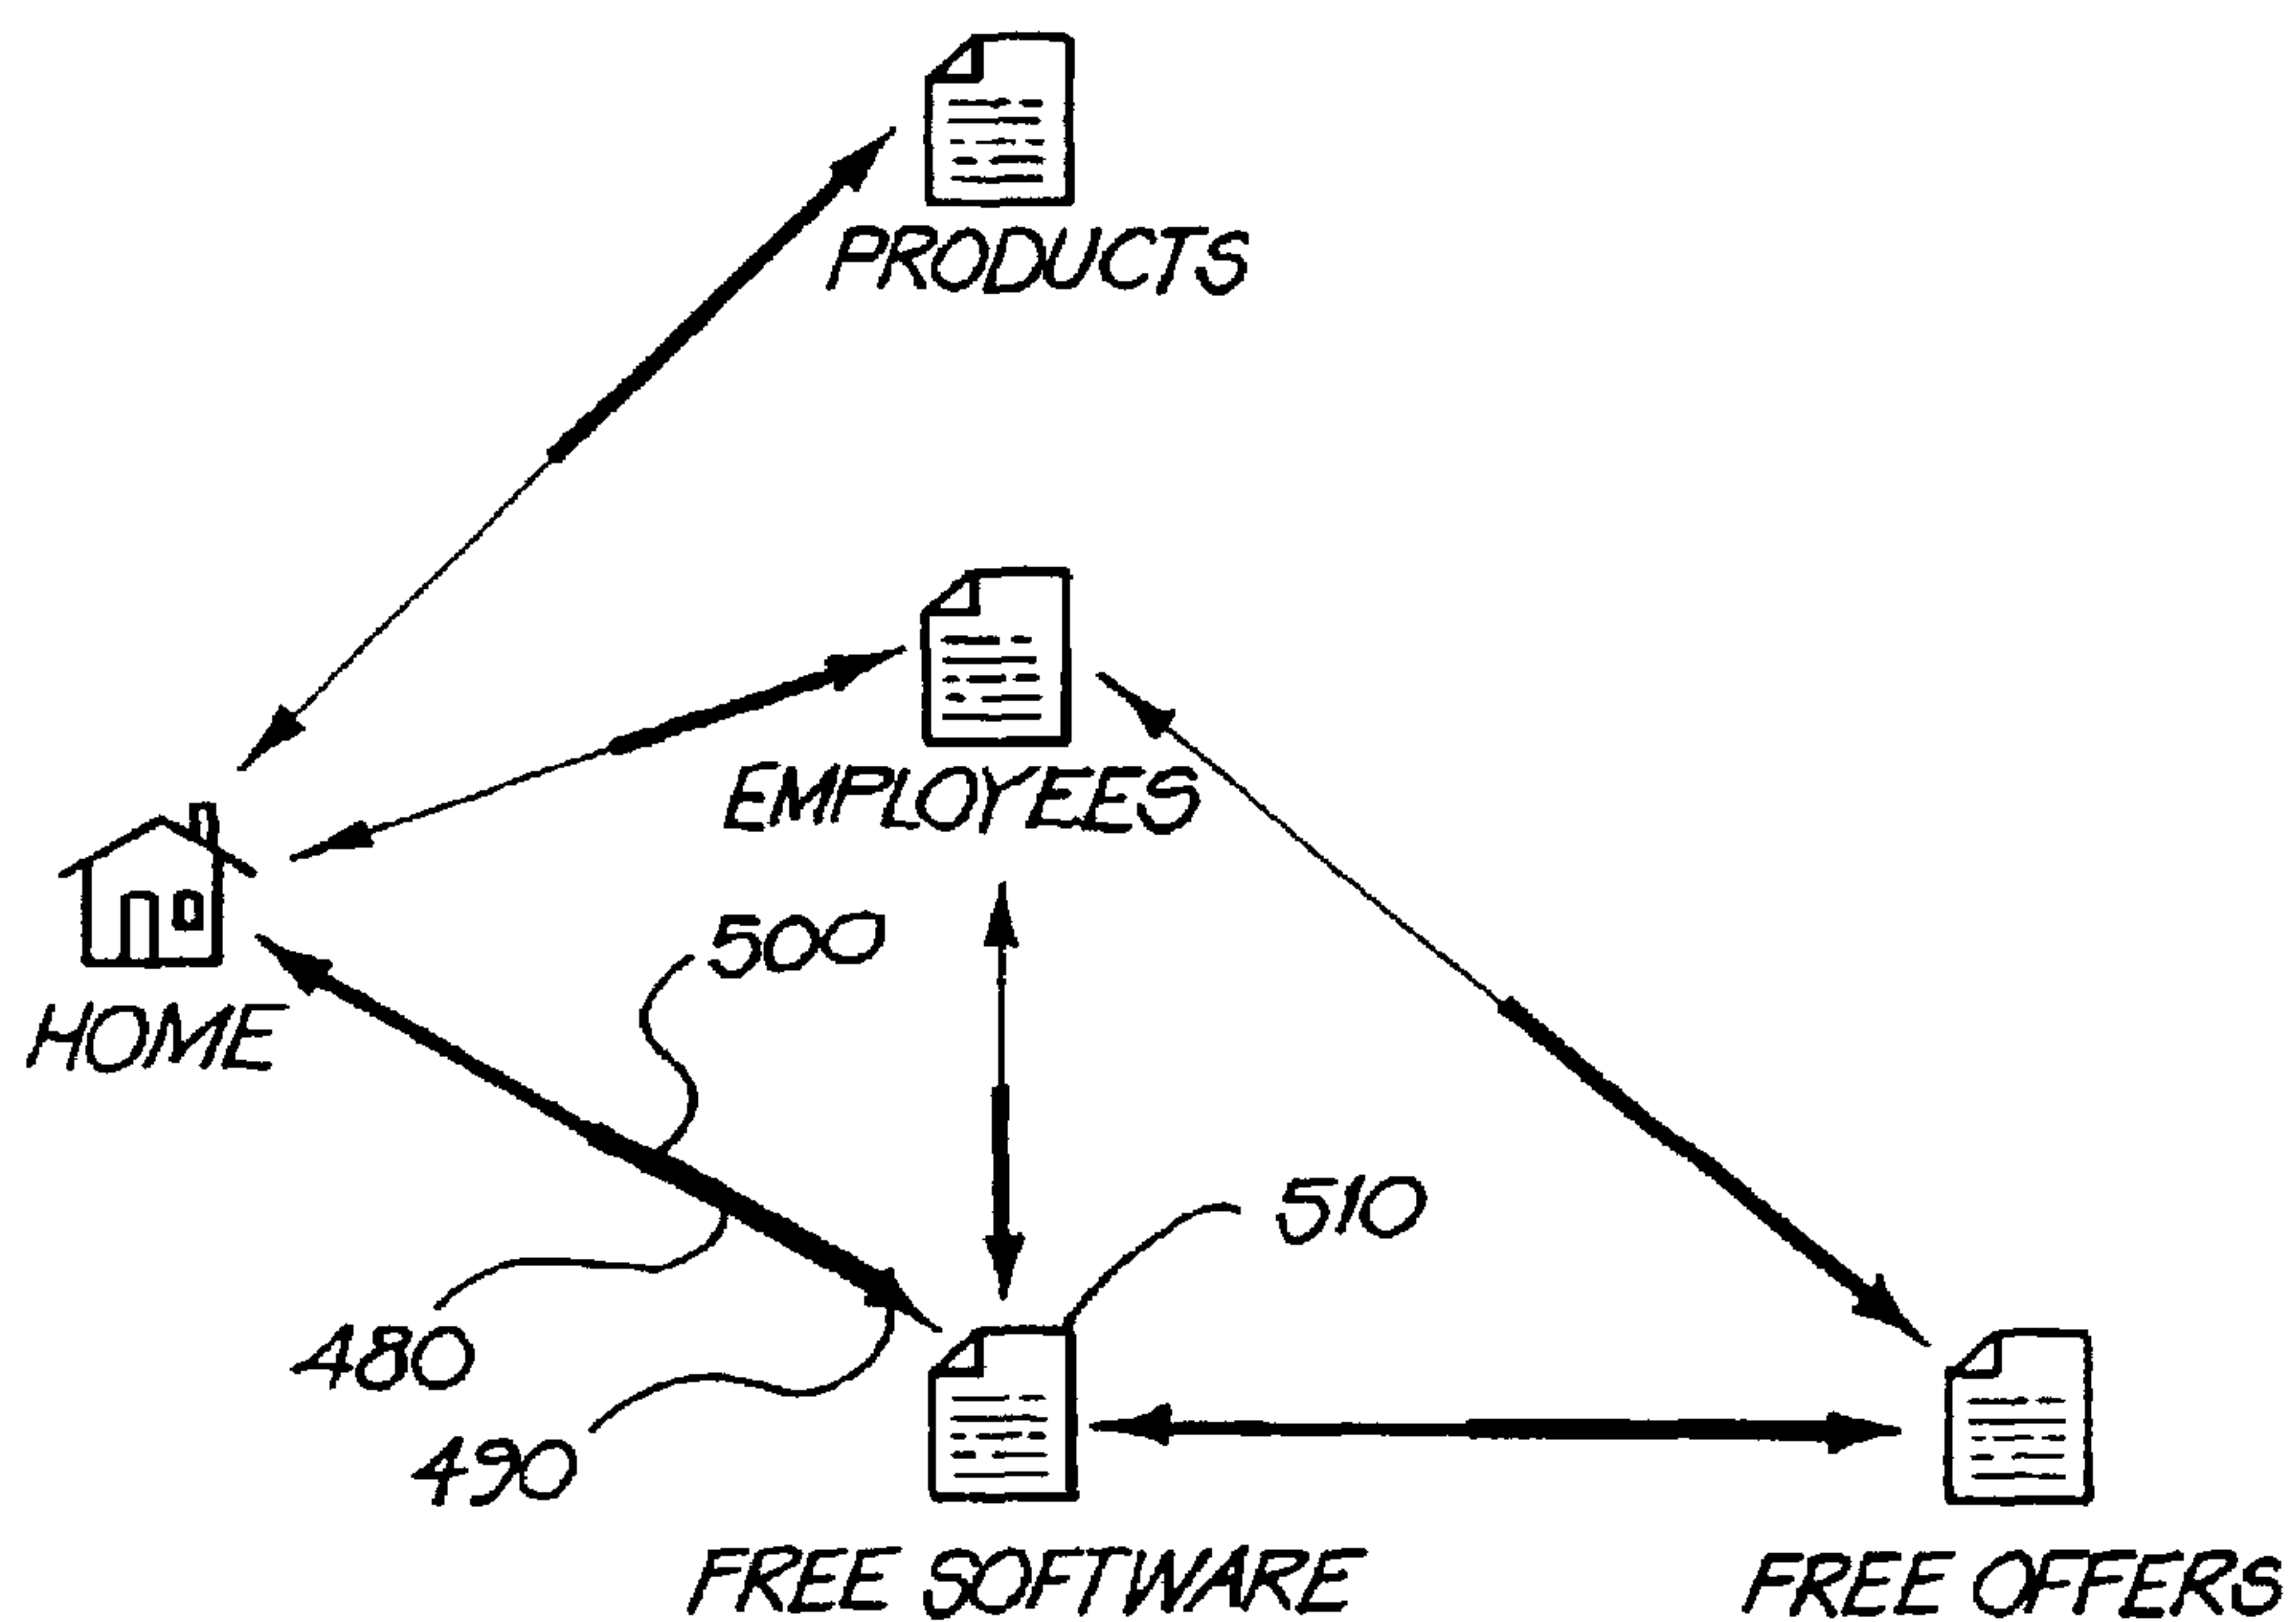 PRODUCTS
EMPLOYEES
500
HOME
510
480
490
FREE SOFTWARE
FREE OFFERS